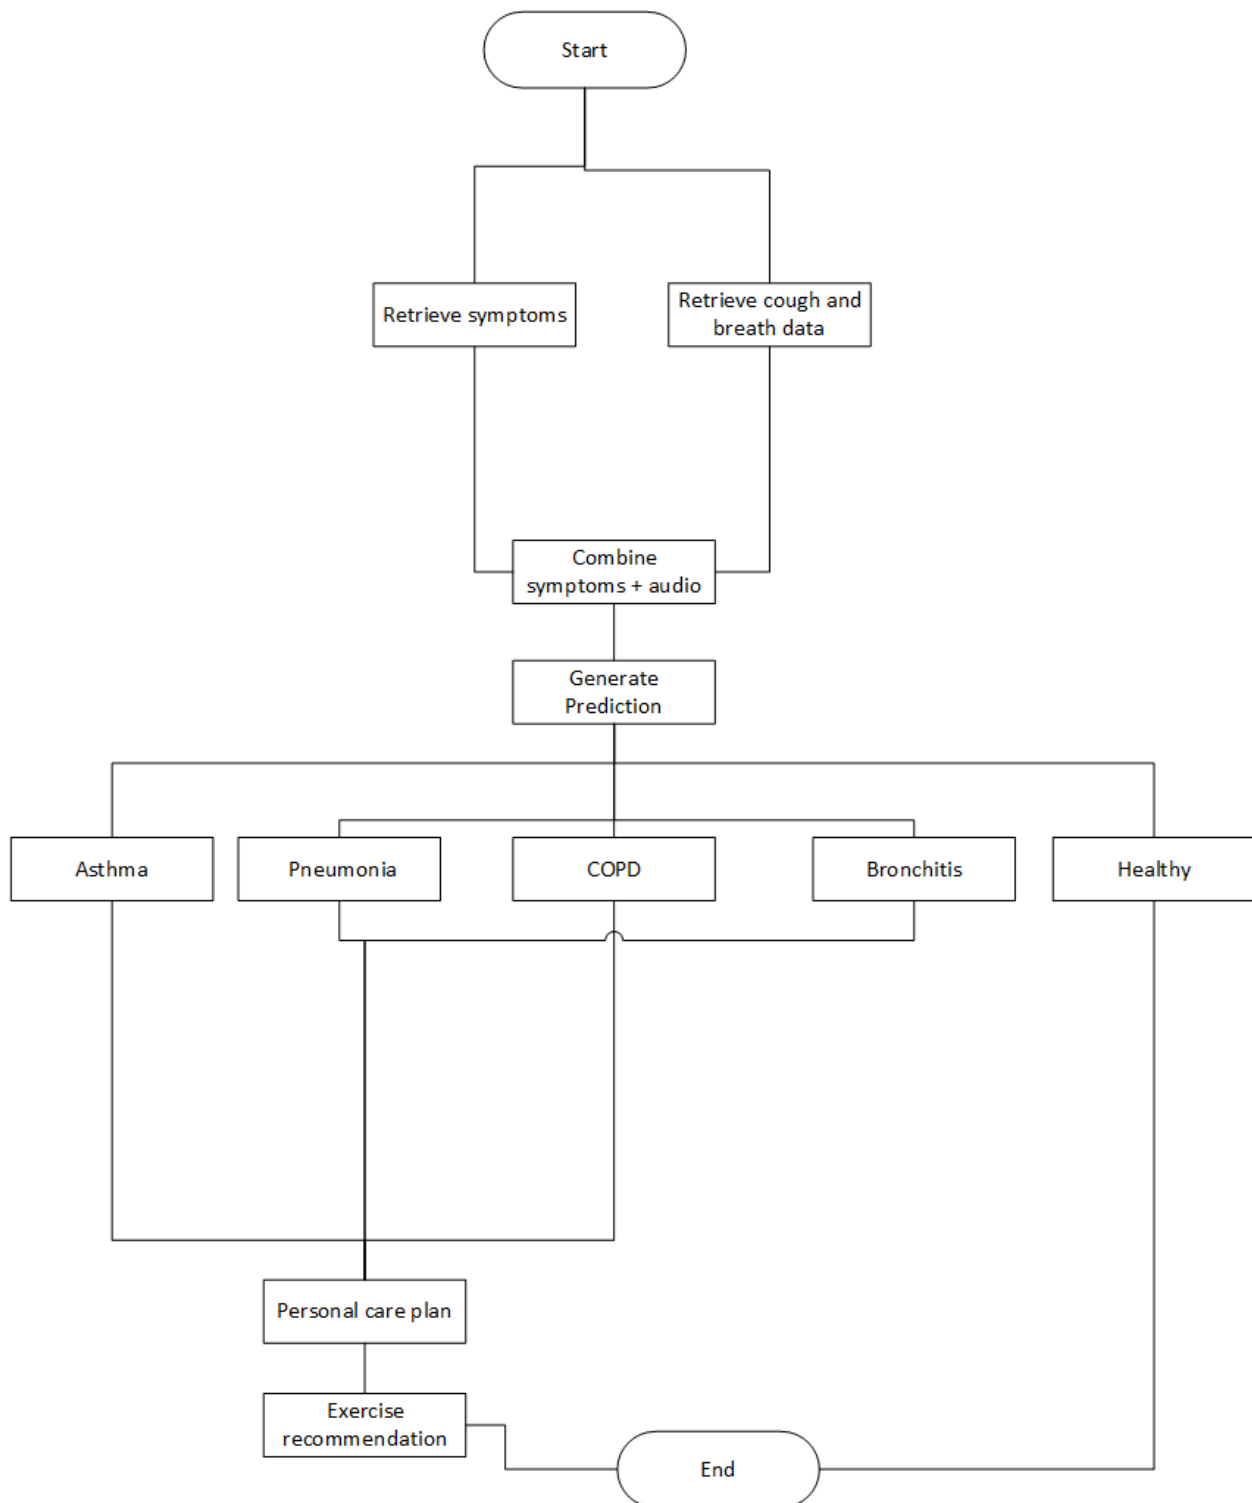 Start
Retrieve symptoms
Retrieve cough and
breath data
Combine
symptoms + audio
Generate
Prediction
Asthma
Pneumonia
COPD
Bronchitis
Healthy
Personal care plan
Exercise
recommendation
End